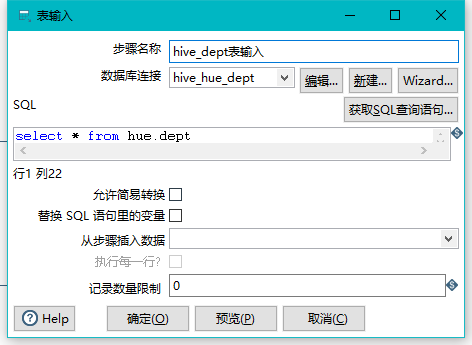 表输入
步骤名称 hive_dept表输入
数据库连接 hive_hue_dept 编辑... 新建... Wizard...
SQL 获取SQL查询语句...
select * from hue.dept
行1 列22
允许简易转换
替换 SQL 语句里的变量
从步骤插入数据
执行每一行?
记录数量限制 0
Help 确定(O) 预览(P) 取消(C)